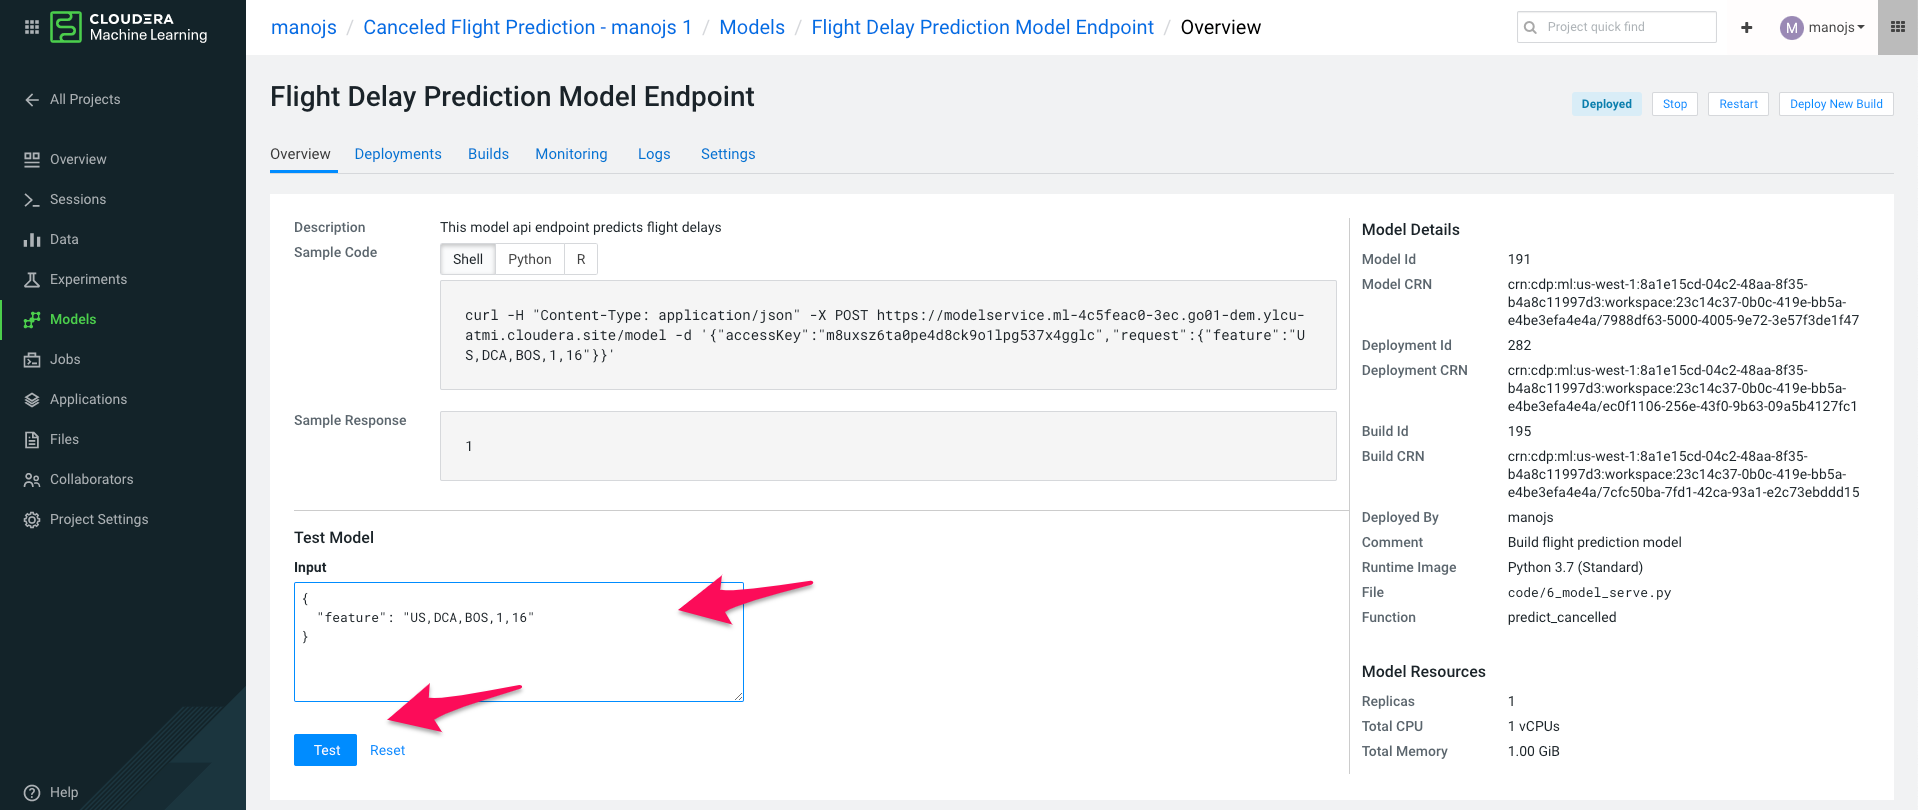 CLOUDERA
Machine Learning
manojs / Canceled Flight Prediction - manojs 1 / Models / Flight Delay Prediction Model Endpoint / Overview
Project quick find
+
M manojs
All Projects
Overview
Sessions
Data
Experiments
Models
Jobs
Applications
Files
Collaborators
Project Settings
Help
Flight Delay Prediction Model Endpoint
Deployed Stop Restart Deploy New Build
Overview Deployments Builds Monitoring Logs Settings
Description This model api endpoint predicts flight delays
Sample Code
Shell Python R
curl -H "Content-Type: application/json" -X POST https://modelservice.ml-4c5feac0-3ec.go01-dem.ylcu-
atmi.cloudera.site/model -d '{"accessKey":"m8uxsz6ta0pe4d8ck9o1lpg537x4gglc","request":{"feature":"U
S,DCA,BOS,1,16"}}'
Sample Response
1
Test Model
Input
{
"feature": "US,DCA,BOS,1,16"
}
Test Reset
Model Details
Model Id 191
Model CRN crn:cdp:ml:us-west-1:8a1e15cd-04c2-48aa-8f35-
b4a8c11997d3:workspace:23c14c37-0b0c-419e-bb5a-
e4be3efa4e4a/7988df63-5000-4005-9e72-3e57f3de1f47
Deployment Id 282
Deployment CRN crn:cdp:ml:us-west-1:8a1e15cd-04c2-48aa-8f35-
b4a8c11997d3:workspace:23c14c37-0b0c-419e-bb5a-
e4be3efa4e4a/ec0f1106-256e-43f0-9b63-09a5b4127fc1
Build Id 195
Build CRN crn:cdp:ml:us-west-1:8a1e15cd-04c2-48aa-8f35-
b4a8c11997d3:workspace:23c14c37-0b0c-419e-bb5a-
e4be3efa4e4a/7cfc50ba-7fd1-42ca-93a1-e2c73ebddd15
Deployed By manojs
Comment Build flight prediction model
Runtime Image Python 3.7 (Standard)
File code/6_model_serve.py
Function predict_cancelled
Model Resources
Replicas 1
Total CPU 1 vCPUs
Total Memory 1.00 GiB